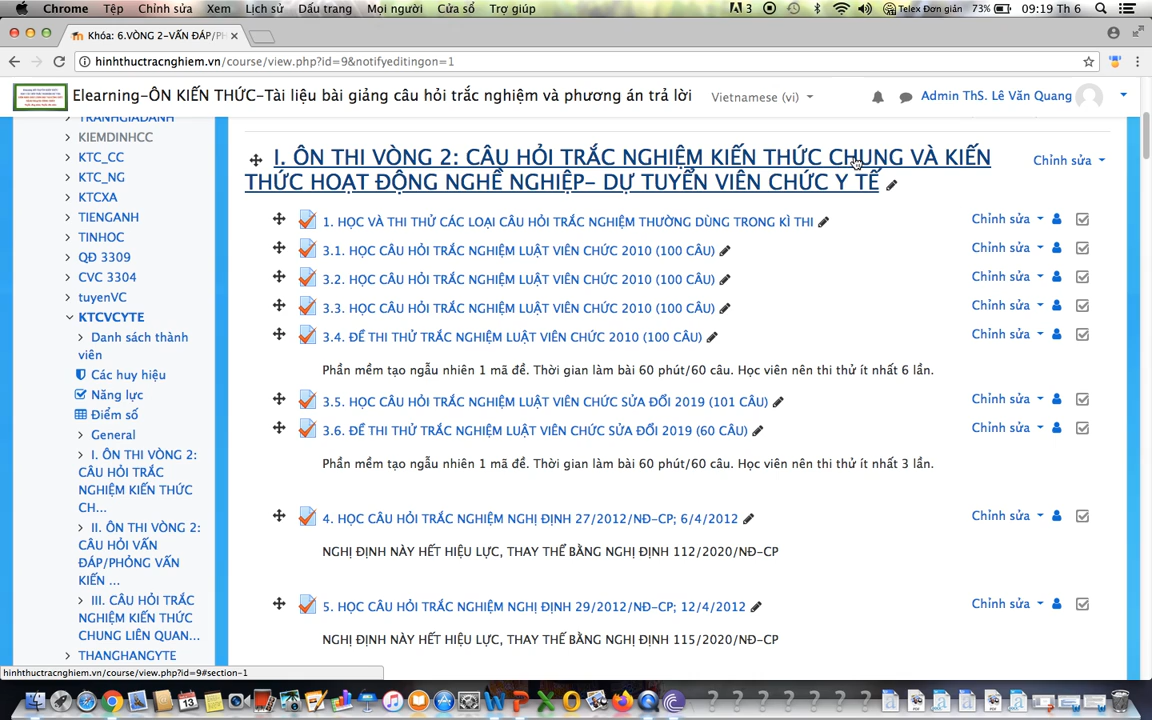 Chrome Tệp Chỉnh sửa Xem Lịch sử Dấu trang Mọi người Cửa sổ Trợ giúp 3 Telex Đơn giản 73% 09:19 Th 6
Khóa: 6.VÒNG 2–VẤN ĐÁP/PH
hinhthuctracnghiem.vn/course/view.php?id=9&notifyeditingon=1
Elearning–ÔN KIẾN THỨC–Tài liệu bài giảng câu hỏi trắc nghiệm và phương án trả lời Vietnamese (vi) Admin ThS. Lê Văn Quang
TRANHGIADANH
KIEMDINHCC
KTC_CC
KTC_NG
KTCXA
TIENGANH
TINHOC
QĐ 3309
CVC 3304
tuyenVC
KTCVCYTE
Danh sách thành
viên
Các huy hiệu
Năng lực
Điểm số
General
I. ÔN THI VÒNG 2:
CÂU HỎI TRẮC
NGHIỆM KIẾN THỨC
CH...
II. ÔN THI VÒNG 2:
CÂU HỎI VẤN
ĐÁP/PHỎNG VẤN
KIẾN ...
III. CÂU HỎI TRẮC
NGHIỆM KIẾN THỨC
CHUNG LIÊN QUAN...
THANGHANGYTE
I. ÔN THI VÒNG 2: CÂU HỎI TRẮC NGHIỆM KIẾN THỨC CHUNG VÀ KIẾN Chỉnh sửa
THỨC HOẠT ĐỘNG NGHỀ NGHIỆP– DỰ TUYỂN VIÊN CHỨC Y TẾ
1. HỌC VÀ THI THỬ CÁC LOẠI CÂU HỎI TRẮC NGHIỆM THƯỜNG DÙNG TRONG KÌ THI Chỉnh sửa
3.1. HỌC CÂU HỎI TRẮC NGHIỆM LUẬT VIÊN CHỨC 2010 (100 CÂU) Chỉnh sửa
3.2. HỌC CÂU HỎI TRẮC NGHIỆM LUẬT VIÊN CHỨC 2010 (100 CÂU) Chỉnh sửa
3.3. HỌC CÂU HỎI TRẮC NGHIỆM LUẬT VIÊN CHỨC 2010 (100 CÂU) Chỉnh sửa
3.4. ĐỀ THI THỬ TRẮC NGHIỆM LUẬT VIÊN CHỨC 2010 (100 CÂU) Chỉnh sửa
Phần mềm tạo ngẫu nhiên 1 mã đề. Thời gian làm bài 60 phút/60 câu. Học viên nên thi thử ít nhất 6 lần.
3.5. HỌC CÂU HỎI TRẮC NGHIỆM LUẬT VIÊN CHỨC SỬA ĐỔI 2019 (101 CÂU) Chỉnh sửa
3.6. ĐỀ THI THỬ TRẮC NGHIỆM LUẬT VIÊN CHỨC SỬA ĐỔI 2019 (60 CÂU) Chỉnh sửa
Phần mềm tạo ngẫu nhiên 1 mã đề. Thời gian làm bài 60 phút/60 câu. Học viên nên thi thử ít nhất 3 lần.
4. HỌC CÂU HỎI TRẮC NGHIỆM NGHỊ ĐỊNH 27/2012/NĐ–CP; 6/4/2012 Chỉnh sửa
NGHỊ ĐỊNH NÀY HẾT HIỆU LỰC, THAY THẾ BẰNG NGHỊ ĐỊNH 112/2020/NĐ–CP
5. HỌC CÂU HỎI TRẮC NGHIỆM NGHỊ ĐỊNH 29/2012/NĐ–CP; 12/4/2012 Chỉnh sửa
NGHỊ ĐỊNH NÀY HẾT HIỆU LỰC, THAY THẾ BẰNG NGHỊ ĐỊNH 115/2020/NĐ–CP
hinhthuctracnghiem.vn/course/view.php?id=9#section-1